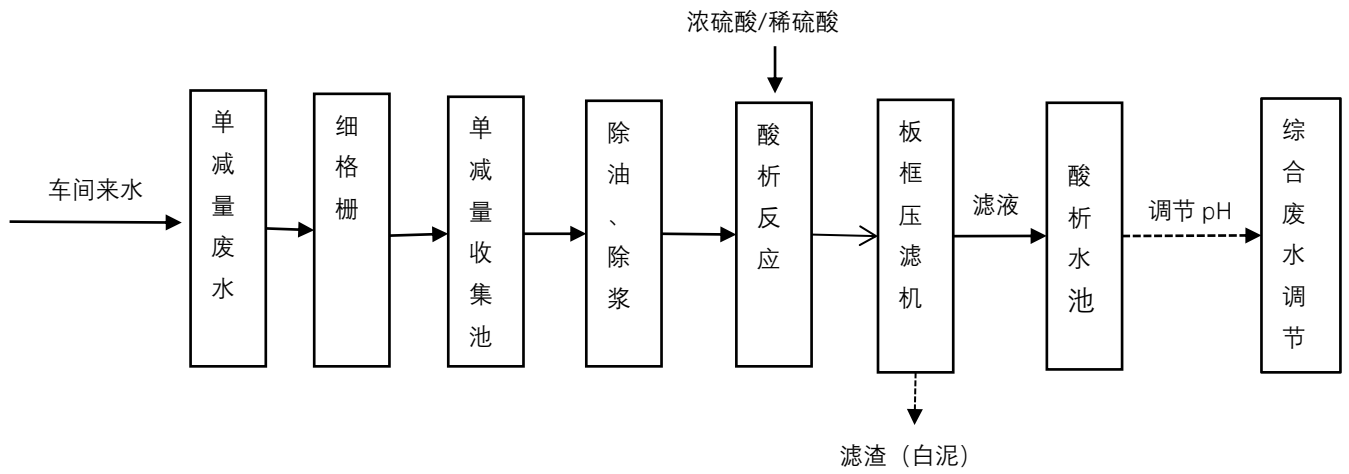 浓硫酸/稀硫酸
车间来水
单减量废水
细格栅
单减量收集池
除油、除浆
酸析反应
板框压滤机
滤液
酸析水池
调节 pH
综合废水调节
滤渣（白泥）